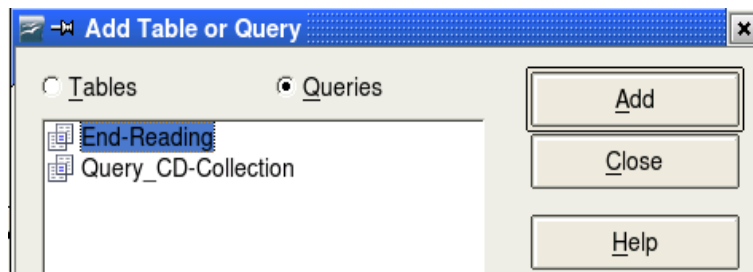 Add Table or Query
Tables
Queries
Add
End-Reading
Query_CD-Collection
Close
Help